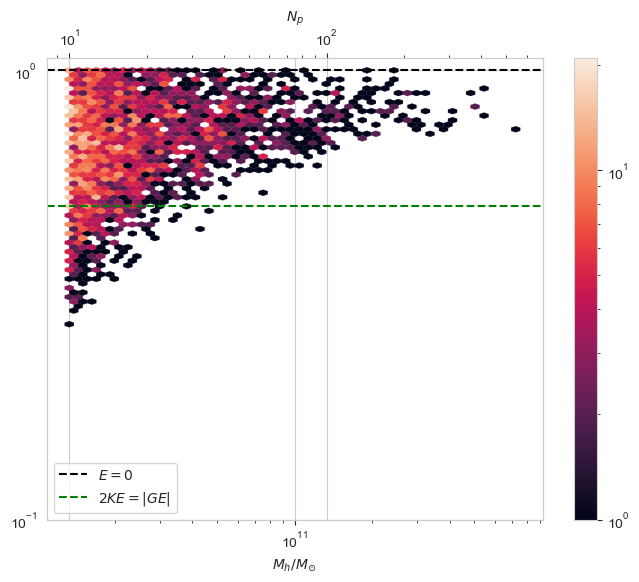 $N_p$
$10^1$ $10^2$
$10^0$
$10^1$
$E = 0$
$2KE = |GE|$
$10^{-1}$ $10^0$
$10^{11}$
$M_h/M_\odot$